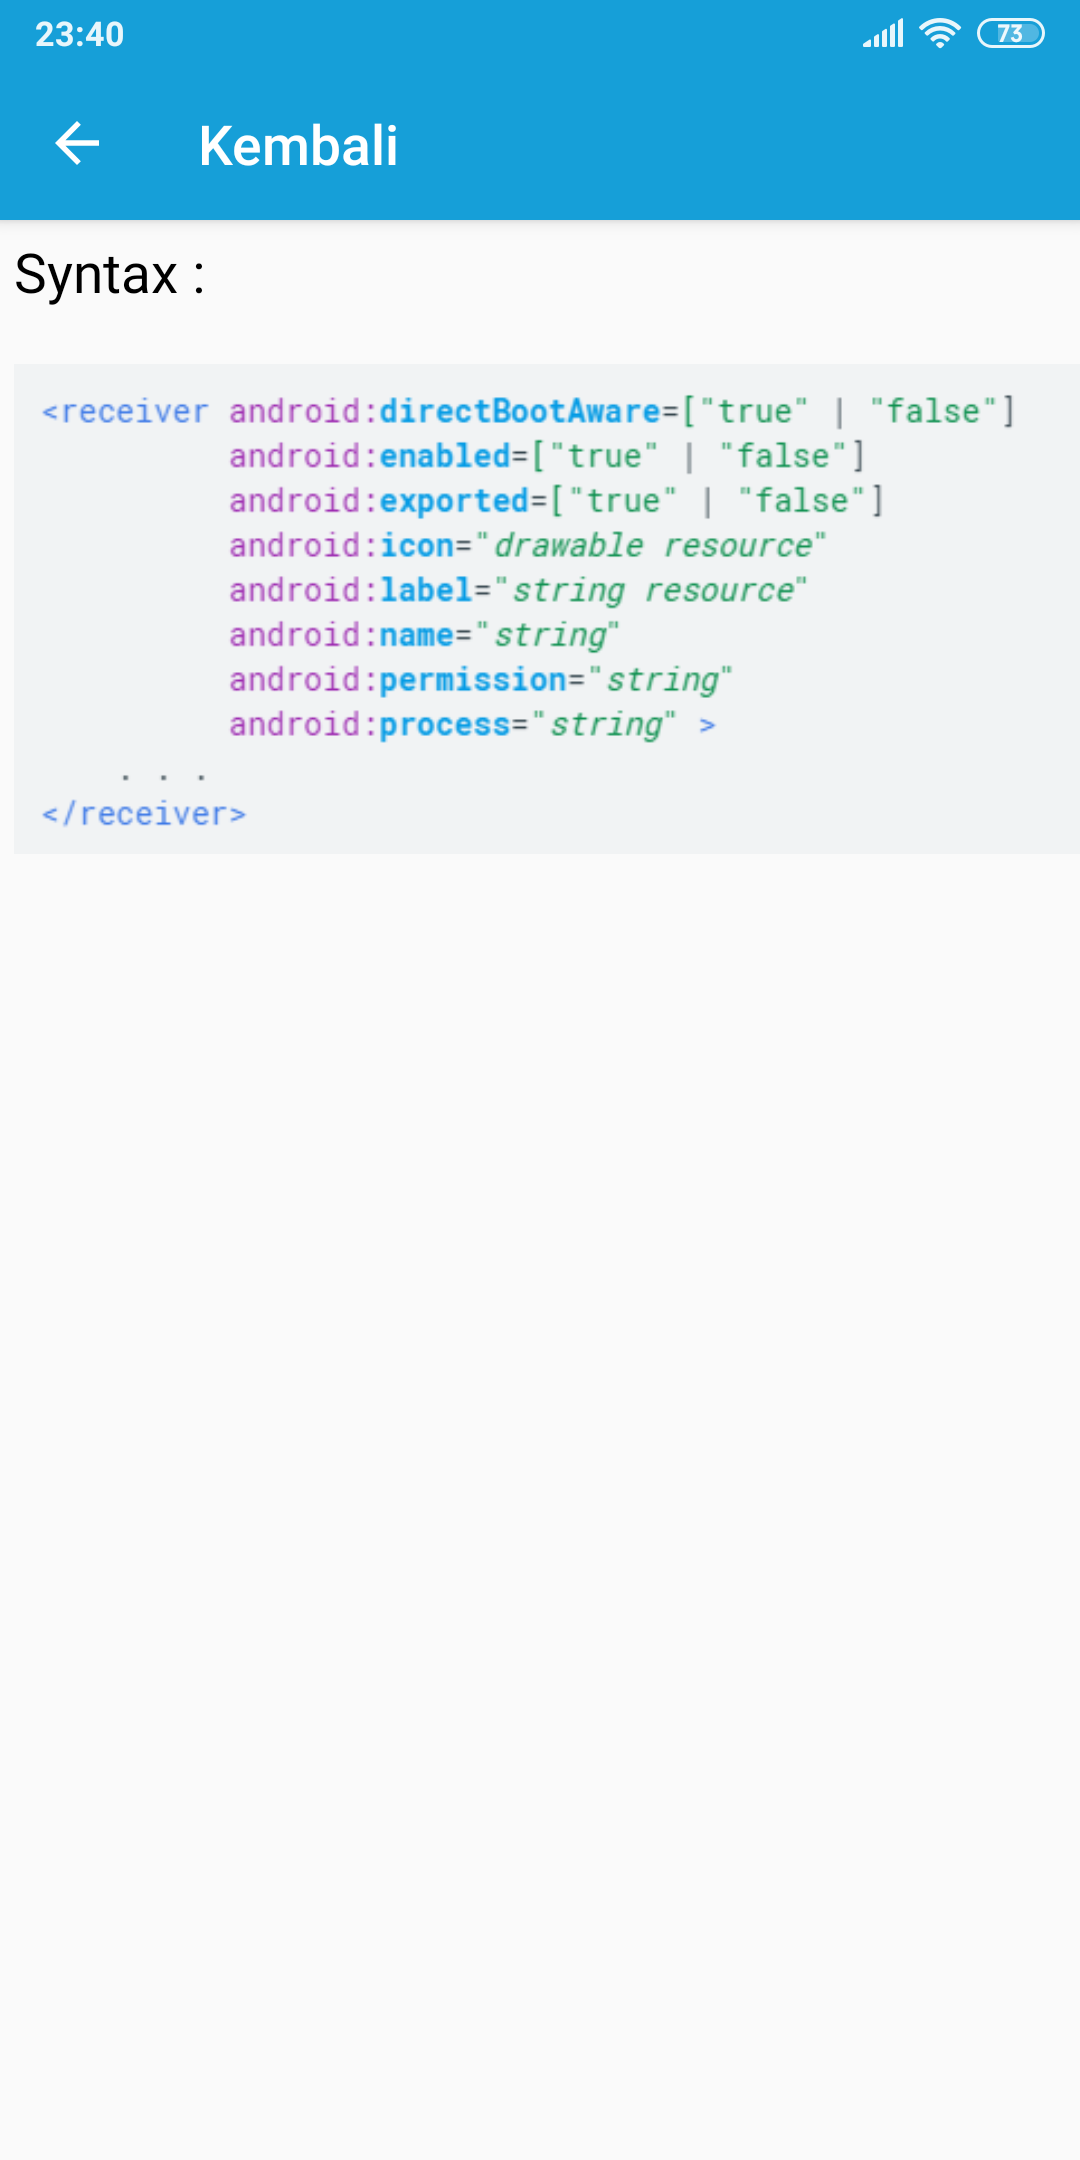 23:40
73
Kembali
Syntax :
<receiver android:directBootAware=["true" | "false"]
android:enabled=["true" | "false"]
android:exported=["true" | "false"]
android:icon="drawable resource"
android:label="string resource"
android:name="string"
android:permission="string"
android:process="string" >
. . .
</receiver>